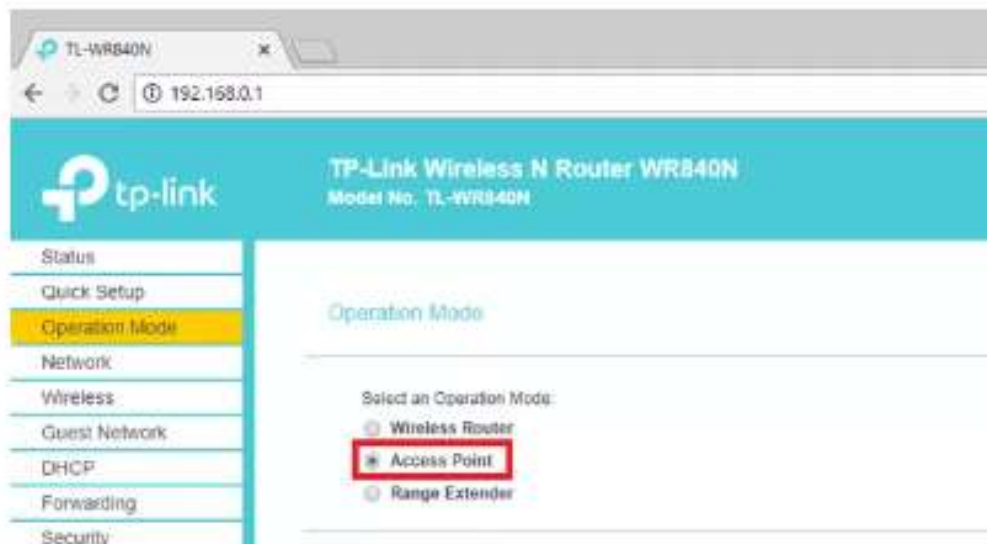 TL-WR840N
192.168.0.1
tp-link
TP-Link Wireless N Router WR840N
Model No. TL-WR840N
Status
Quick Setup
Operation Mode
Network
Wireless
Guest Network
DHCP
Forwarding
Security
Operation Mode
Select an Operation Mode:
Wireless Router
Access Point
Range Extender